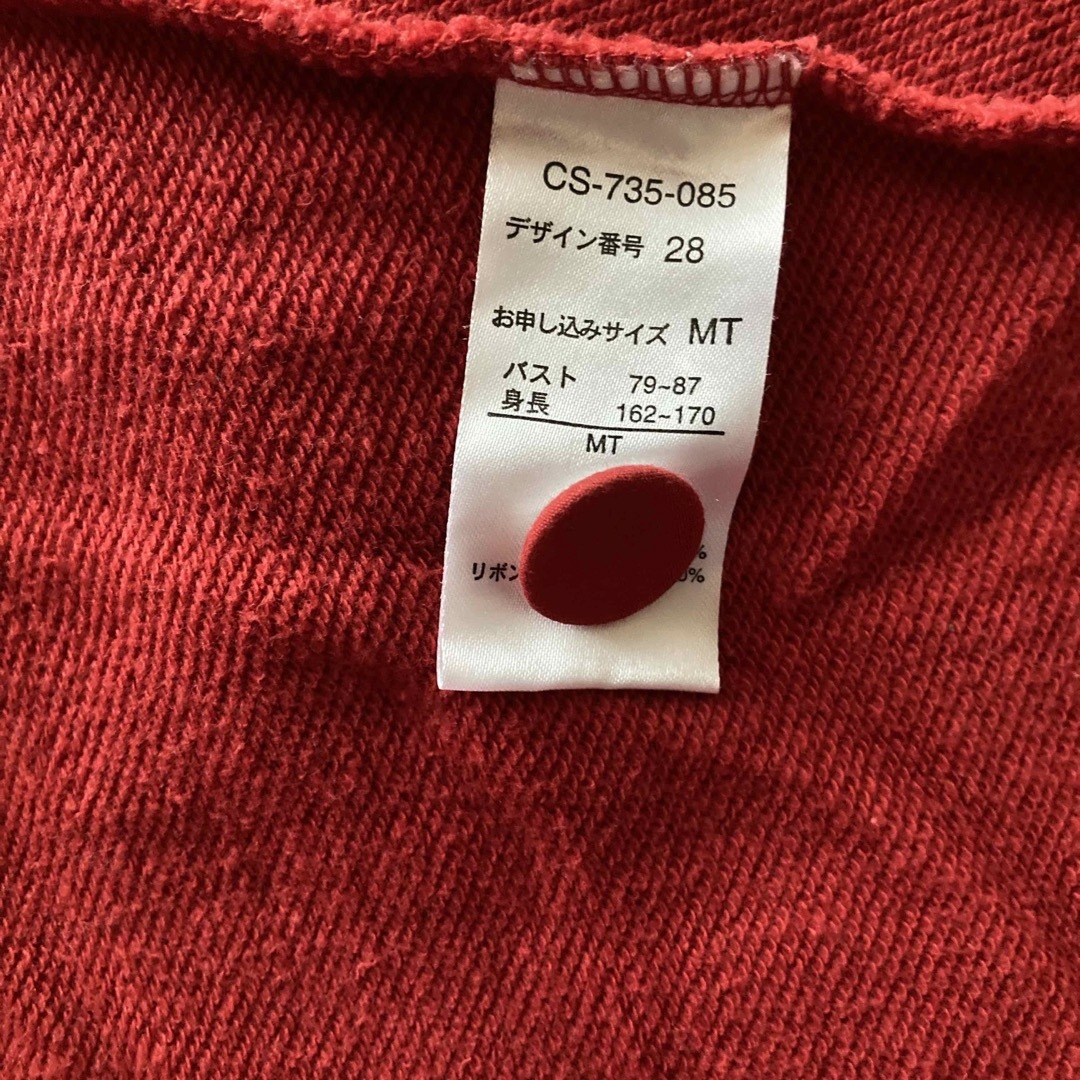 CS-735-085
デザイン番号 28
お申し込みサイズ MT
バスト 79~87
身長 162~170
MT
%
リボン 0%